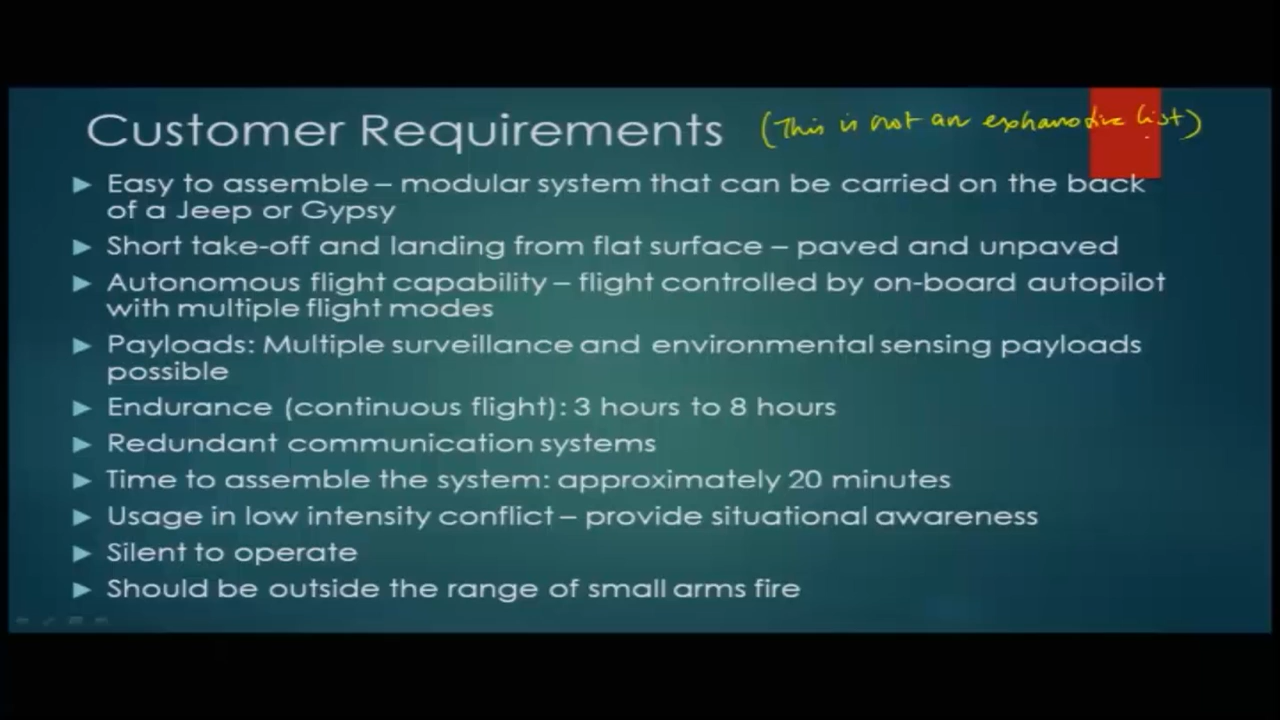 Customer Requirements (This is not an exhaustive list)
► Easy to assemble – modular system that can be carried on the back
of a Jeep or Gypsy
► Short take-off and landing from flat surface – paved and unpaved
► Autonomous flight capability – flight controlled by on-board autopilot
with multiple flight modes
► Payloads: Multiple surveillance and environmental sensing payloads
possible
► Endurance (continuous flight): 3 hours to 8 hours
► Redundant communication systems
► Time to assemble the system: approximately 20 minutes
► Usage in low intensity conflict – provide situational awareness
► Silent to operate
► Should be outside the range of small arms fire